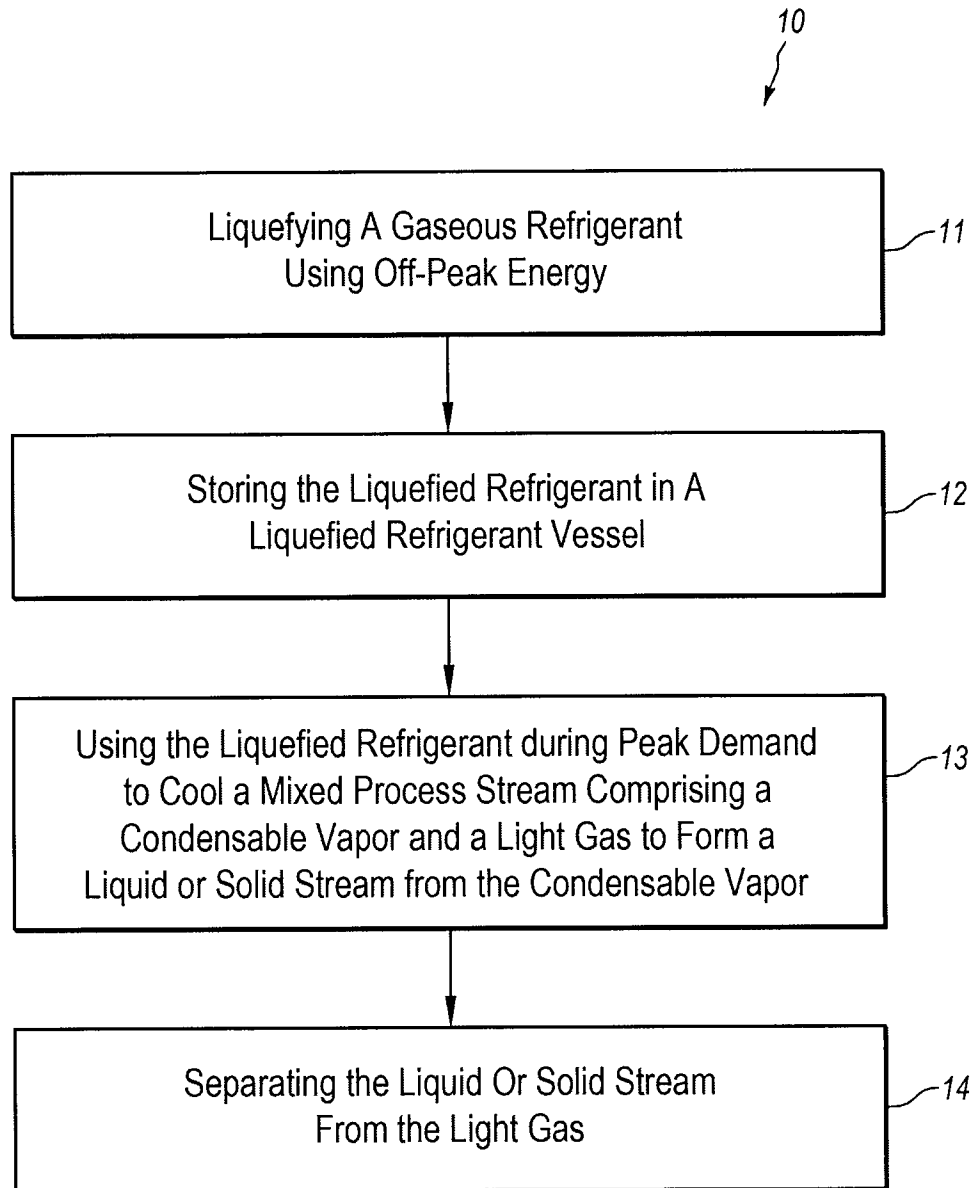 10
Liquefying A Gaseous Refrigerant
Using Off-Peak Energy
11
Storing the Liquefied Refrigerant in A
Liquefied Refrigerant Vessel
12
Using the Liquefied Refrigerant during Peak Demand
to Cool a Mixed Process Stream Comprising a
Condensable Vapor and a Light Gas to Form a
Liquid or Solid Stream from the Condensable Vapor
13
Separating the Liquid Or Solid Stream
From the Light Gas
14